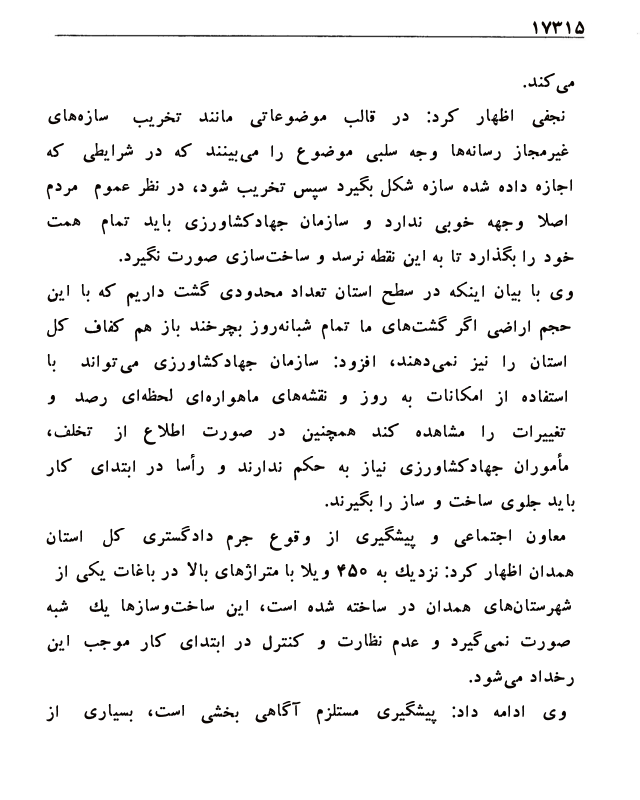 ۱۷۳۱۵
می‌کند.
نجفی اظهار کرد: در قالب موضوعاتی مانند تخریب سازه‌های
غیرمجاز رسانه‌ها وجه سلبی موضوع را می‌بینند که در شرایطی که
اجازه داده شده سازه شکل بگیرد سپس تخریب شود، در نظر عموم مردم
اصلا وجهه خوبی ندارد و سازمان جهادکشاورزی باید تمام همت
خود را بگذارد تا به این نقطه نرسد و ساخت‌سازی صورت نگیرد.
وی با بیان اینکه در سطح استان تعداد محدودی گشت داریم که با این
حجم اراضی اگر گشت‌های ما تمام شبانه‌روز بچرخند باز هم کفاف کل
استان را نیز نمی‌دهند، افزود: سازمان جهادکشاورزی می‌تواند با
استفاده از امکانات به روز و نقشه‌های ماهواره‌ای لحظه‌ای رصد و
تغییرات را مشاهده کند همچنین در صورت اطلاع از تخلف،
مأموران جهادکشاورزی نیاز به حکم ندارند و رأسا در ابتدای کار
باید جلوی ساخت و ساز را بگیرند.
معاون اجتماعی و پیشگیری از وقوع جرم دادگستری کل استان
همدان اظهار کرد: نزدیك به ۴۵۰ ویلا با متراژهای بالا در باغات یکی از
شهرستان‌های همدان در ساخته شده است، این ساخت‌وسازها یك شبه
صورت نمی‌گیرد و عدم نظارت و کنترل در ابتدای کار موجب این
رخداد می‌شود.
وی ادامه داد: پیشگیری مستلزم آگاهی بخشی است، بسیاری از